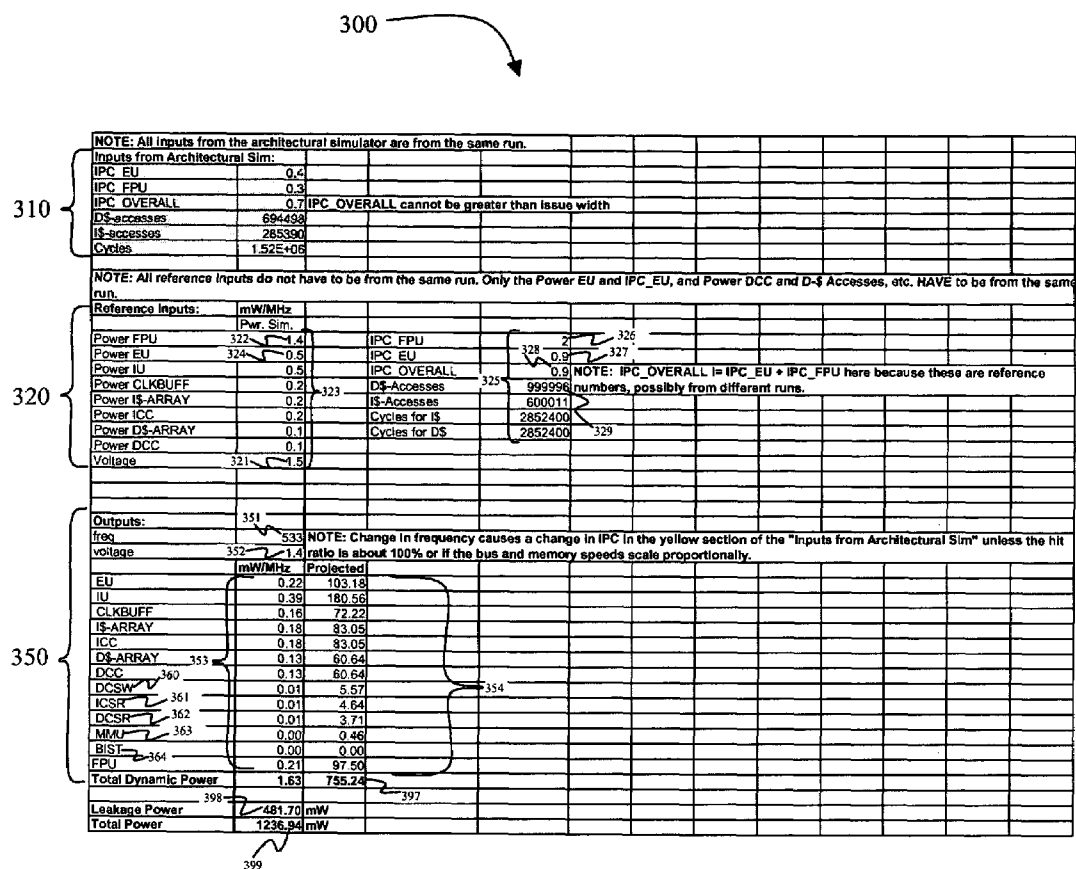 300
NOTE: All inputs from the architectural simulator are from the same run.
Inputs from Architectural Sim:
IPC_EU 0.4
IPC_FPU 0.3
310
IPC_OVERALL 0.7 IPC_OVERALL cannot be greater than issue width
D$-accesses 694498
I$-accesses 285390
Cycles 1.52E+06
NOTE: All reference inputs do not have to be from the same run. Only the Power EU and IPC_EU, and Power DCC and D-$ Accesses, etc. HAVE to be from the same
run.
Reference Inputs: mW/MHz
Pwr. Sim.
Power FPU 322 1.4 IPC_FPU 2 326
Power EU 324 0.5 IPC_EU 328 0.9 327
Power IU 0.5 IPC_OVERALL 325 0.9 NOTE: IPC_OVERALL != IPC_EU + IPC_FPU here because these are reference
320
Power CLKBUFF 0.2 323 D$-Accesses 999996 numbers, possibly from different runs.
Power I$-ARRAY 0.2 I$-Accesses 600011
Power ICC 0.2 Cycles for I$ 2852400
Power D$-ARRAY 0.1 Cycles for D$ 2852400 329
Power DCC 0.1
Voltage 321 1.5
Outputs: 351
freq 533 NOTE: Change in frequency causes a change in IPC in the yellow section of the "Inputs from Architectural Sim" unless the hit
voltage 352 1.4 ratio is about 100% or if the bus and memory speeds scale proportionally.
mW/MHz Projected
EU 0.22 103.18
IU 0.39 180.56
CLKBUFF 0.16 72.22
I$-ARRAY 0.18 83.05
ICC 0.18 83.05
350
D$-ARRAY 353 0.13 60.64
DCC 0.13 60.64
DCSW 360 0.01 5.57 354
ICSR 361 0.01 4.64
DCSR 362 0.01 3.71
MMU 363 0.00 0.46
BIST 364 0.00 0.00
FPU 0.21 97.50
Total Dynamic Power 1.63 755.24
398 397
Leakage Power 481.70 mW
Total Power 1236.94 mW
399